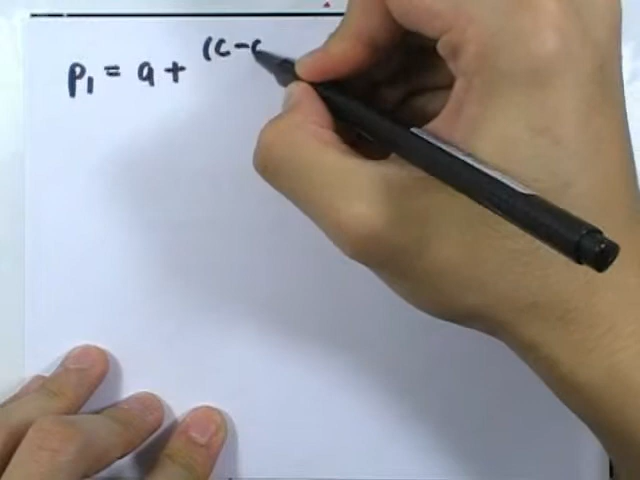 p₁ = a + (c-